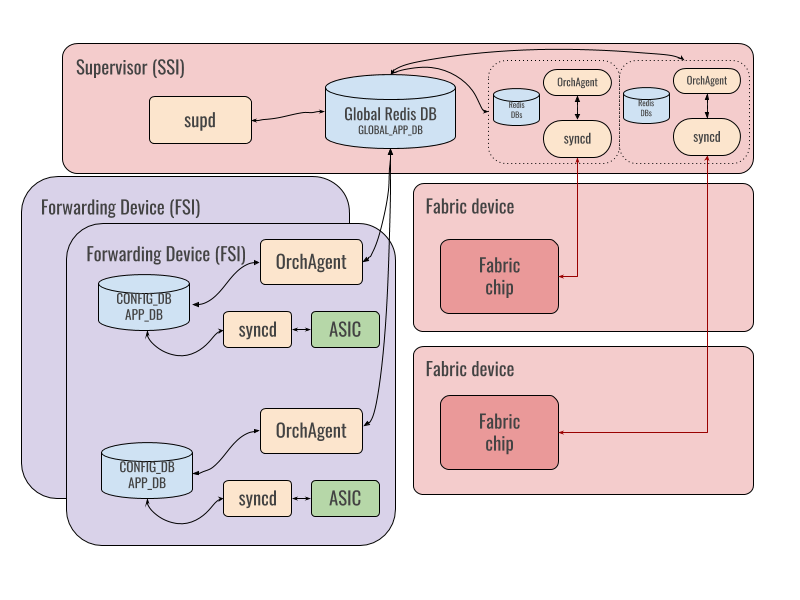 Supervisor (SSI)
supd
Global Redis DB
GLOBAL_APP_DB
Redis
DBs
OrchAgent
syncd
Redis
DBs
OrchAgent
syncd
Forwarding Device (FSI)
Forwarding Device (FSI)
OrchAgent
CONFIG_DB
APP_DB
syncd
ASIC
OrchAgent
CONFIG_DB
APP_DB
syncd
ASIC
Fabric device
Fabric
chip
Fabric device
Fabric
chip